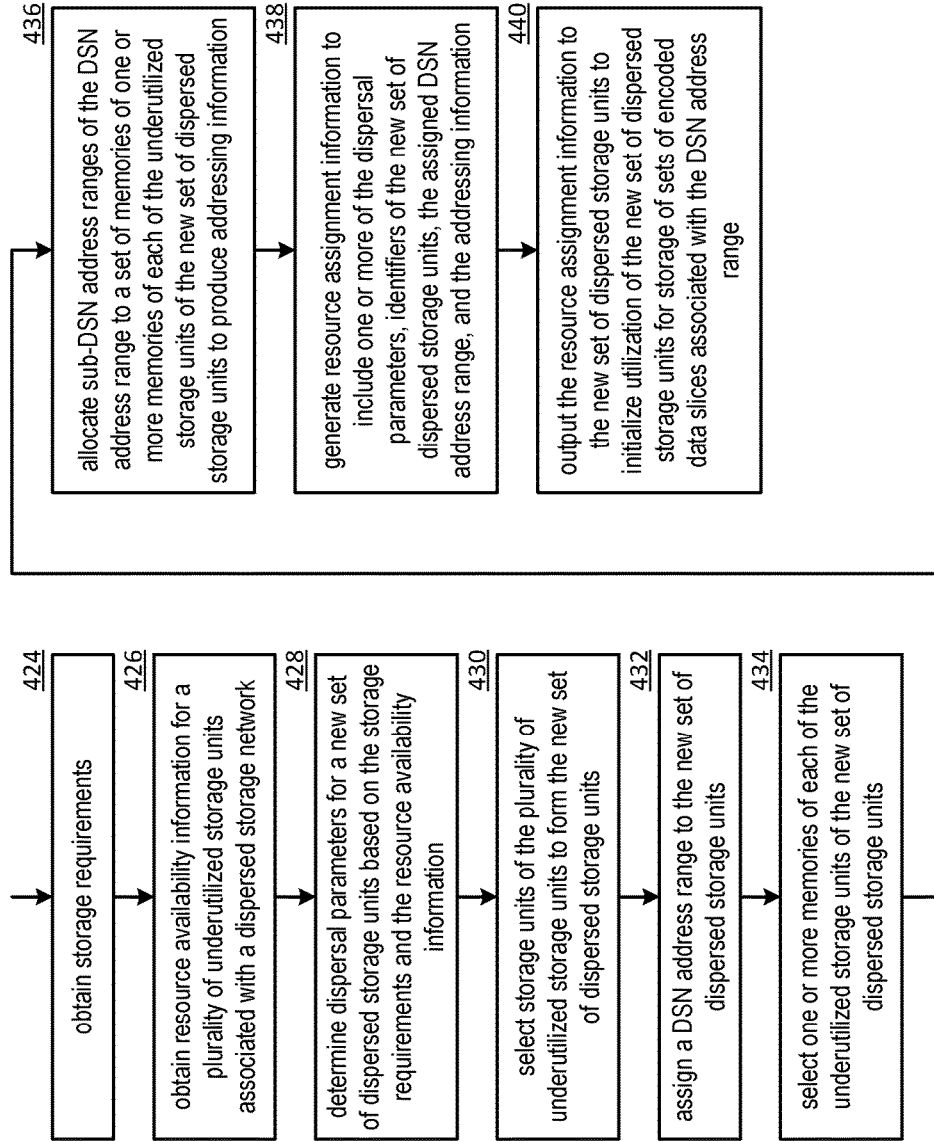 424
obtain storage requirements
426
obtain resource availability information for a
plurality of underutilized storage units
associated with a dispersed storage network
428
determine dispersal parameters for a new set
of dispersed storage units based on the storage
requirements and the resource availability
information
430
select storage units of the plurality of
underutilized storage units to form the new set
of dispersed storage units
432
assign a DSN address range to the new set of
dispersed storage units
434
select one or more memories of each of the
underutilized storage units of the new set of
dispersed storage units
436
allocate sub-DSN address ranges of the DSN
address range to a set of memories of one or
more memories of each of the underutilized
storage units of the new set of dispersed
storage units to produce addressing information
438
generate resource assignment information to
include one or more of the dispersal
parameters, identifiers of the new set of
dispersed storage units, the assigned DSN
address range, and the addressing information
440
output the resource assignment information to
the new set of dispersed storage units to
initialize utilization of the new set of dispersed
storage units for storage of sets of encoded
data slices associated with the DSN address
range